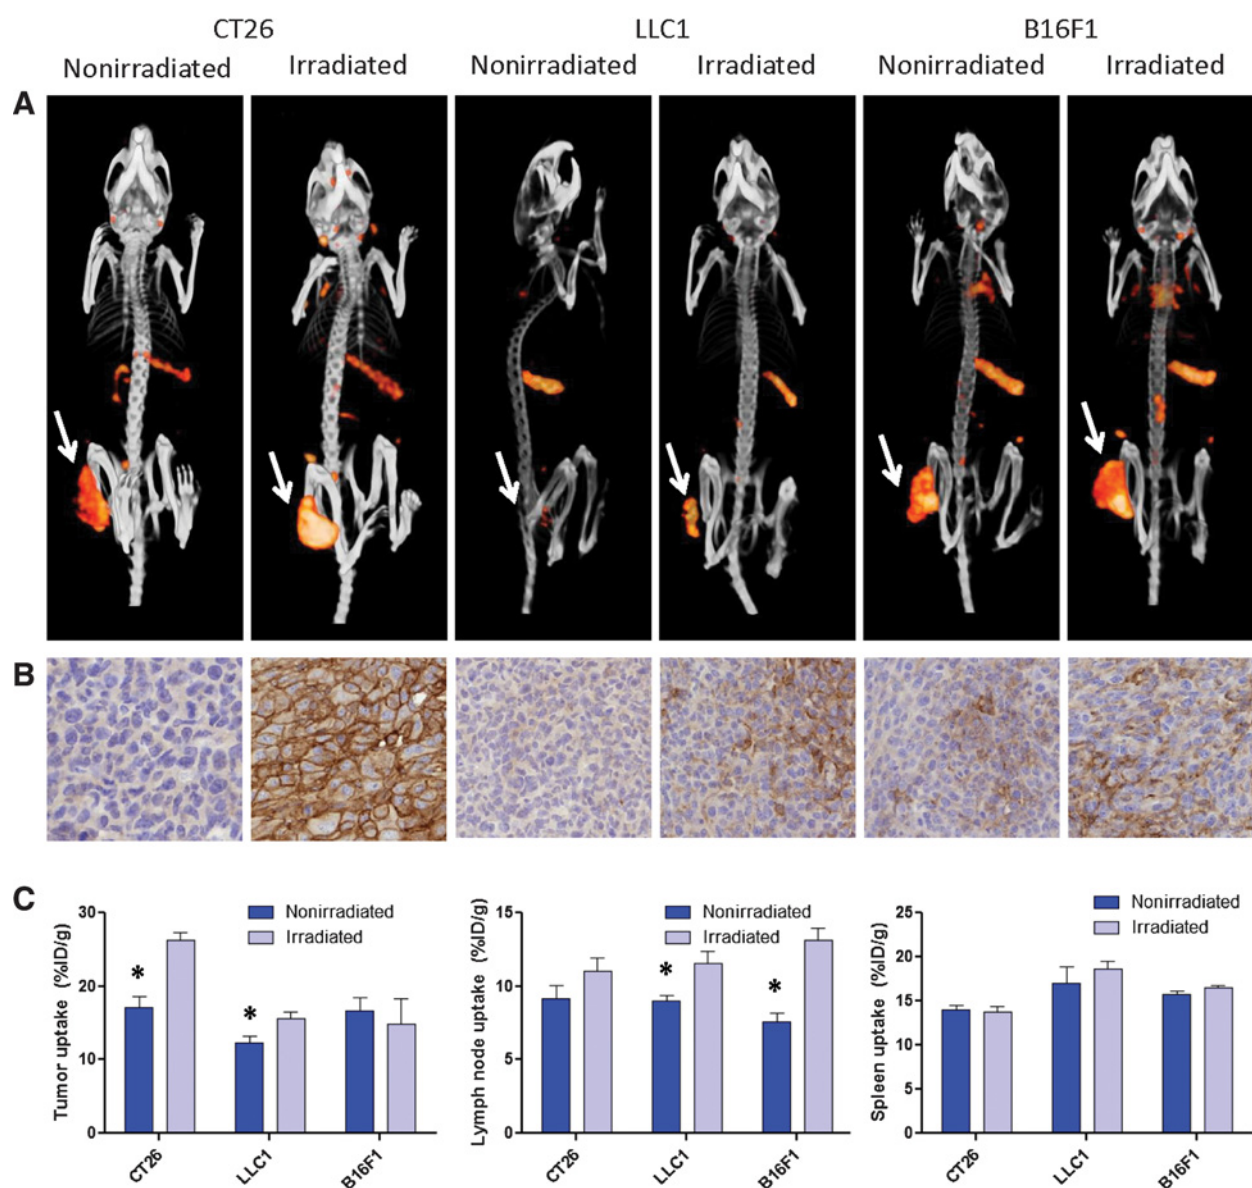 CT26 LLC1 B16F1
Nonirradiated Irradiated Nonirradiated Irradiated Nonirradiated Irradiated
A
B
C
Tumor uptake (%ID/g)
30
20
10
0
*
*
Nonirradiated
Irradiated
CT26 LLC1 B16F1
Lymph node uptake (%ID/g)
15
10
5
0
*
*
Nonirradiated
Irradiated
CT26 LLC1 B16F1
Spleen uptake (%ID/g)
25
20
15
10
5
0
Nonirradiated
Irradiated
CT26 LLC1 B16F1